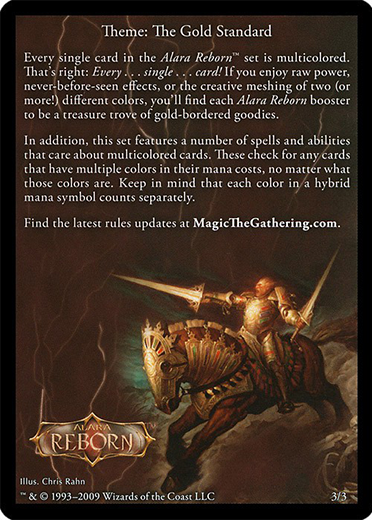 Theme: The Gold Standard
Every single card in the Alara Reborn™ set is multicolored.
That's right: Every . . . single . . . card! If you enjoy raw power,
never-before-seen effects, or the creative meshing of two (or
more!) different colors, you'll find each Alara Reborn booster
to be a treasure trove of gold-bordered goodies.
In addition, this set features a number of spells and abilities
that care about multicolored cards. These check for any cards
that have multiple colors in their mana costs, no matter what
those colors are. Keep in mind that each color in a hybrid
mana symbol counts separately.
Find the latest rules updates at MagicTheGathering.com.
ALARA
REBORN™
Illus. Chris Rahn
™ & © 1993–2009 Wizards of the Coast LLC 3/3